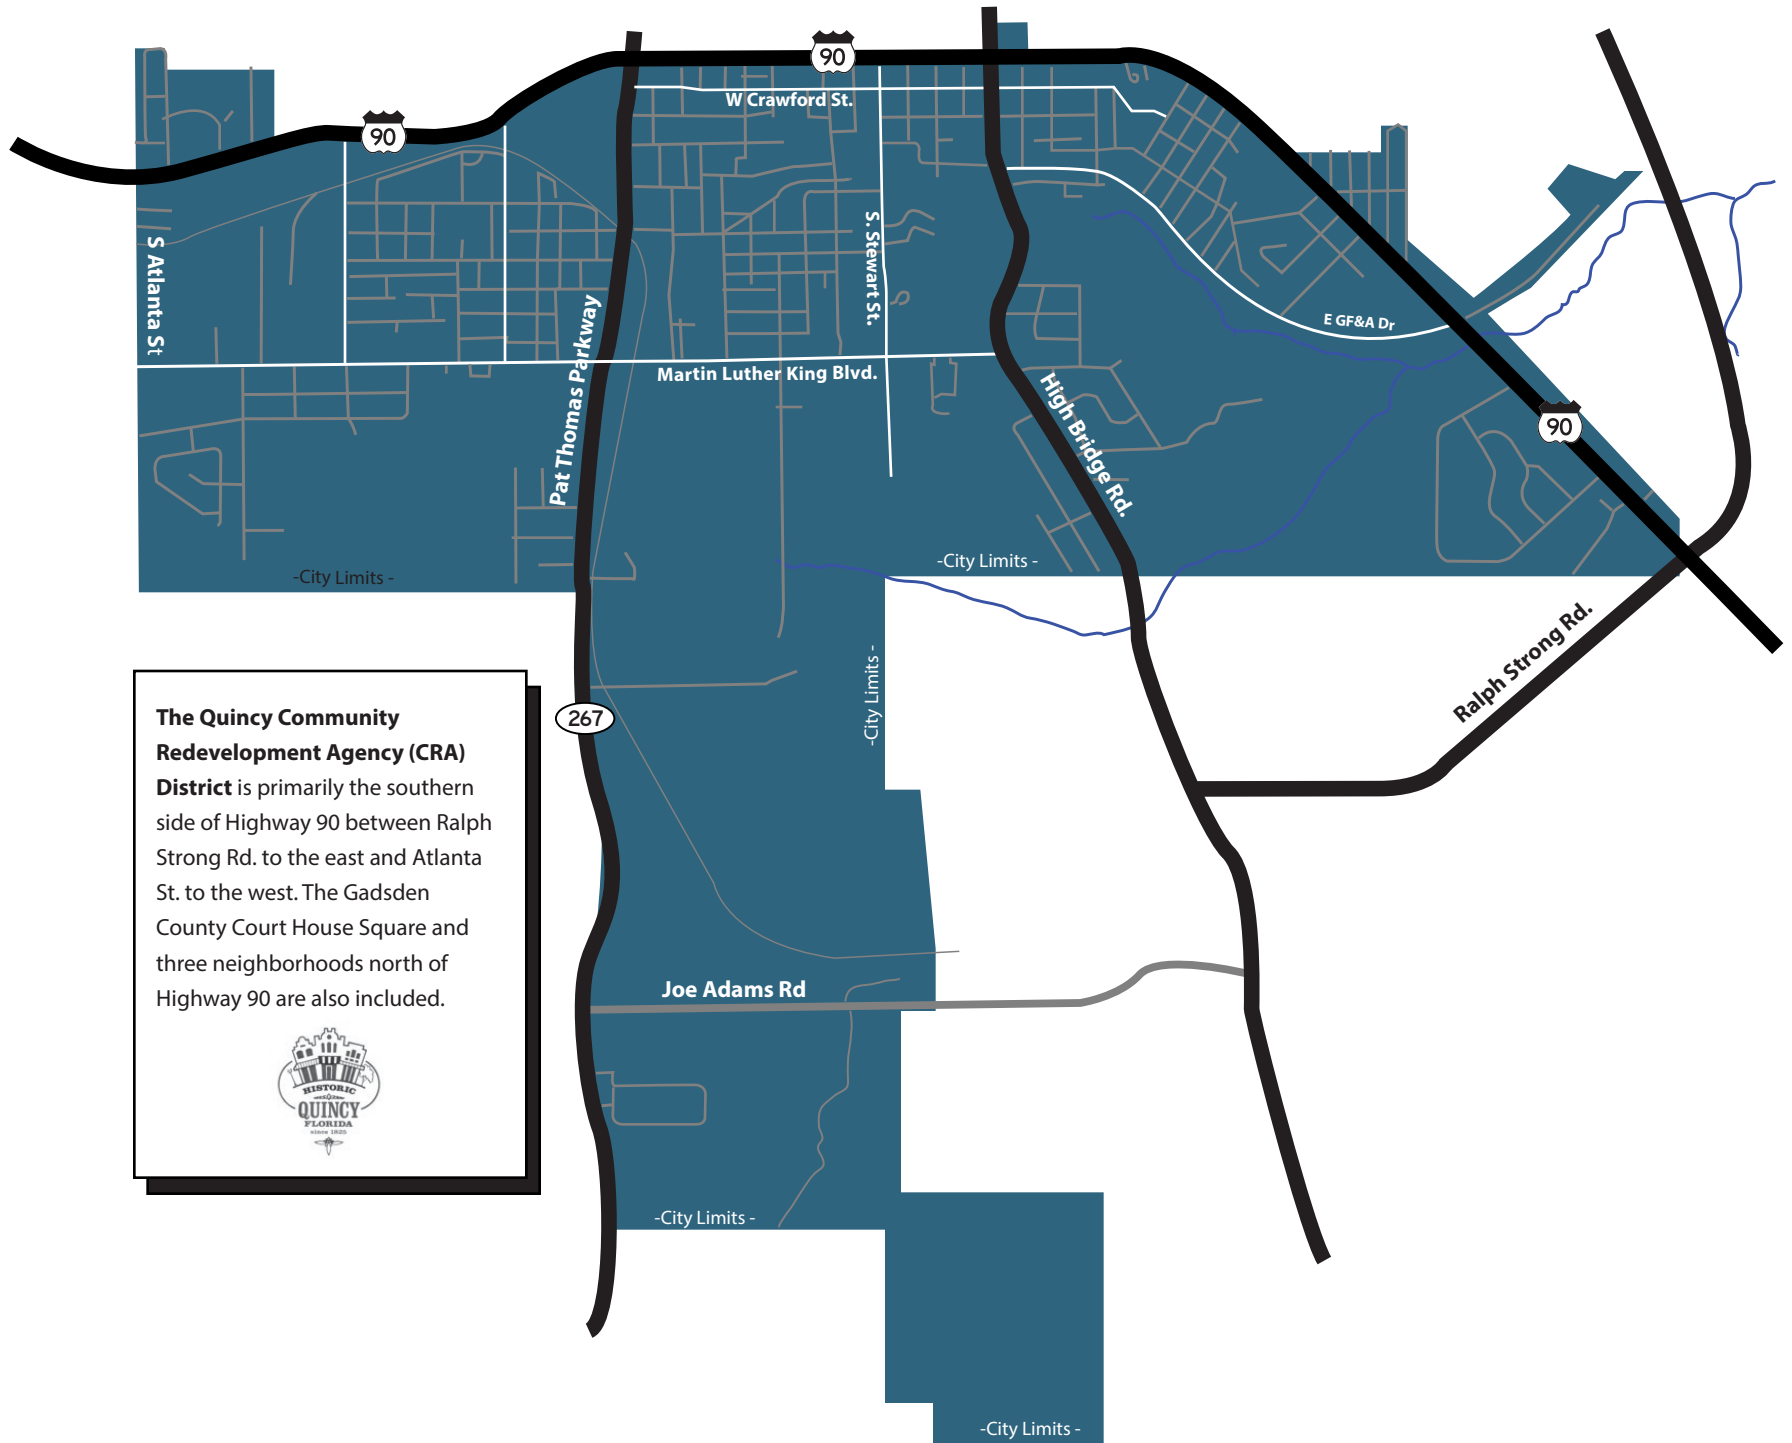 90
90
W Crawford St.
S Atlanta St
S. Stewart St.
E GF&A Dr
Pat Thomas Parkway
Martin Luther King Blvd.
High Bridge Rd.
90
-City Limits -
-City Limits -
-City Limits -
Ralph Strong Rd.
267
The Quincy Community
Redevelopment Agency (CRA)
District is primarily the southern
side of Highway 90 between Ralph
Strong Rd. to the east and Atlanta
St. to the west. The Gadsden
County Court House Square and
three neighborhoods north of
Highway 90 are also included.
HISTORIC
QUINCY
FLORIDA
since 1825
Joe Adams Rd
-City Limits -
-City Limits -